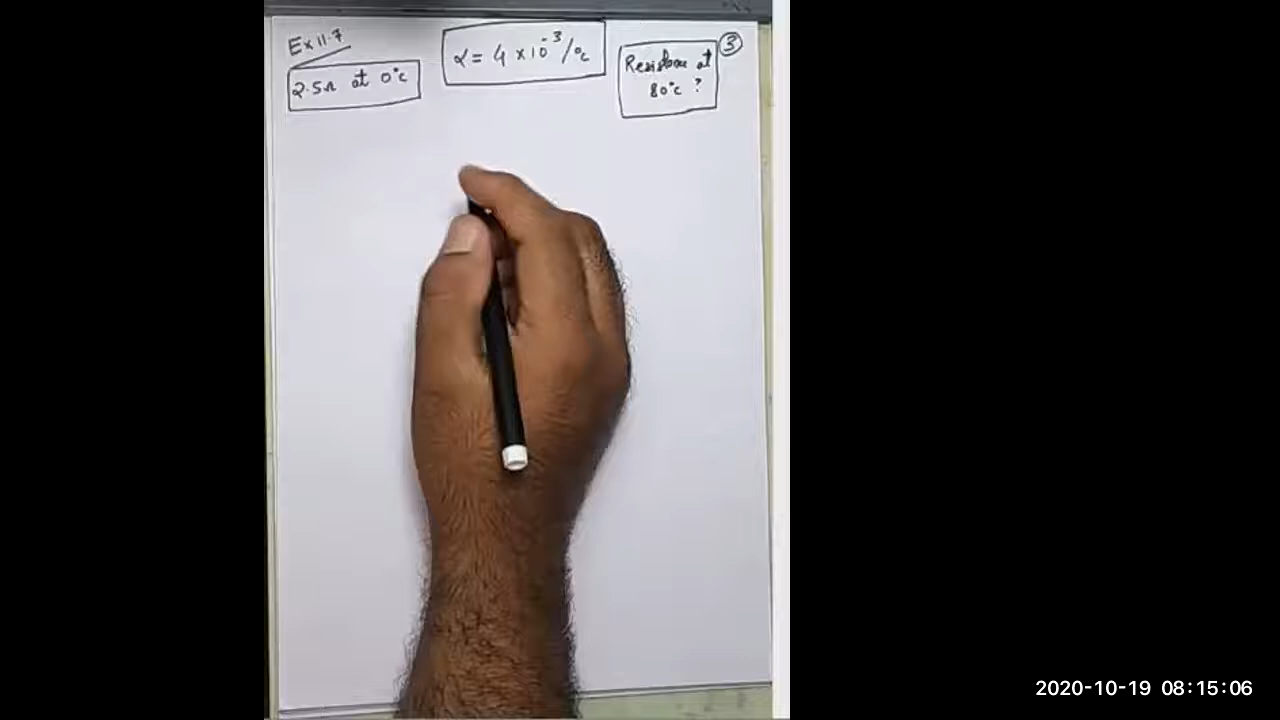 Ex 11.7
2.5Ω at 0°c
α = 4 × 10⁻³ /°c
③
Resistance at
80°c ?
2020-10-19 08:15:06